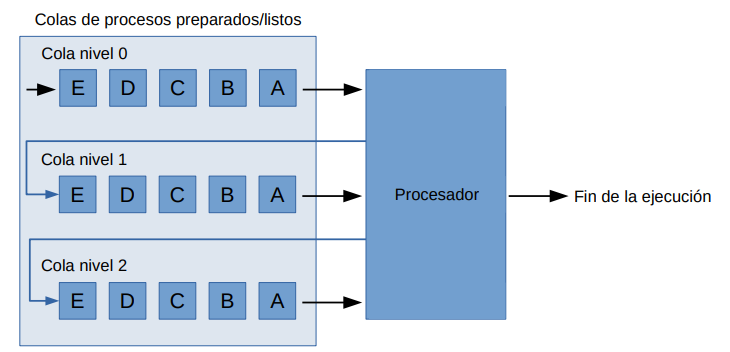 Colas de procesos preparados/listos
Cola nivel 0
E D C B A
Cola nivel 1
E D C B A
Procesador
Fin de la ejecución
Cola nivel 2
E D C B A